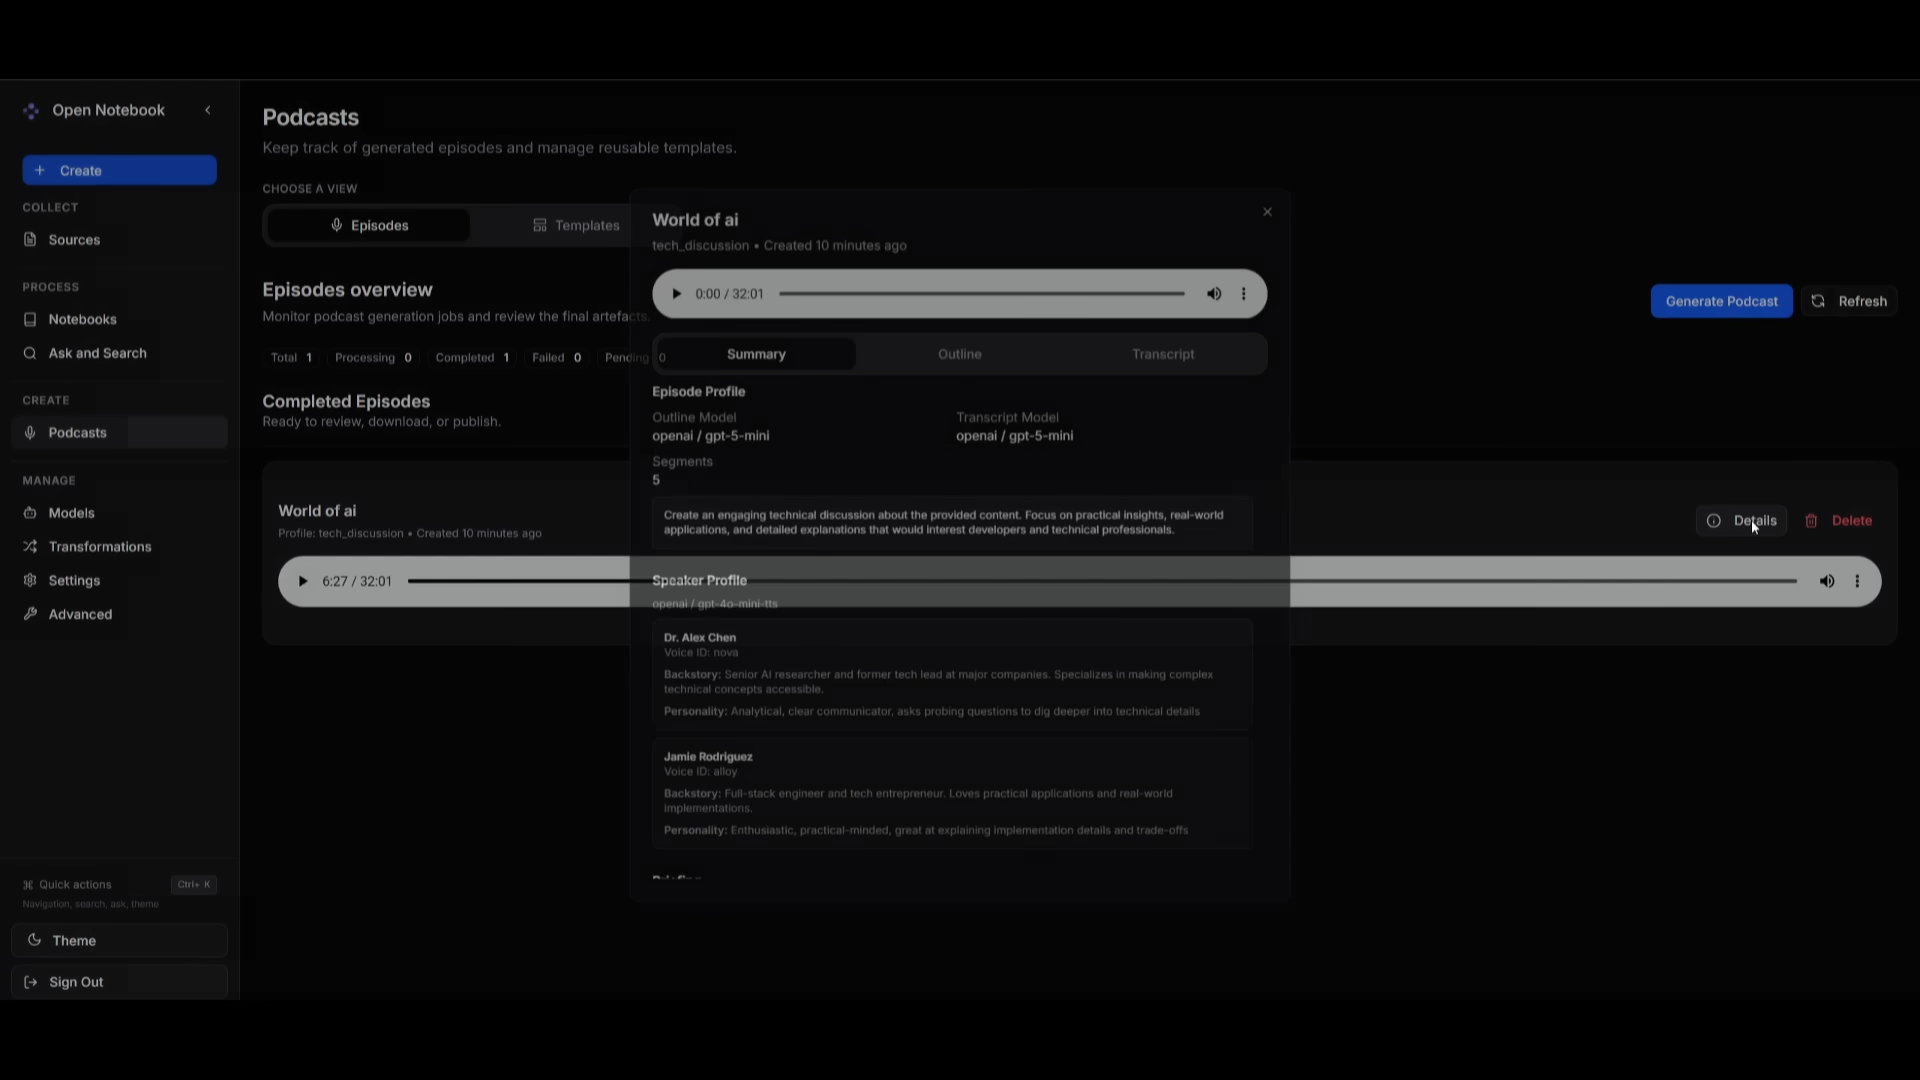 Open Notebook
Create
COLLECT
Sources
PROCESS
Notebooks
Ask and Search
CREATE
Podcasts
MANAGE
Models
Transformations
Settings
Advanced
⌘ Quick actions
Ctrl+ K
Navigation, search, ask, theme
Theme
Sign Out
Podcasts
Keep track of generated episodes and manage reusable templates.
CHOOSE A VIEW
Episodes
Templates
Episodes overview
Monitor podcast generation jobs and review the final artefacts.
Generate Podcast
Refresh
Total 1
Processing 0
Completed 1
Failed 0
Pending 0
Completed Episodes
Ready to review, download, or publish.
World of ai
Profile: tech_discussion • Created 10 minutes ago
Details
Delete
6:27 / 32:01
World of ai
tech_discussion • Created 10 minutes ago
0:00 / 32:01
Summary
Outline
Transcript
Episode Profile
Outline Model
openai / gpt-5-mini
Transcript Model
openai / gpt-5-mini
Segments
5
Create an engaging technical discussion about the provided content. Focus on practical insights, real-world
applications, and detailed explanations that would interest developers and technical professionals.
Speaker Profile
openai / gpt-4o-mini-tts
Dr. Alex Chen
Voice ID: nova
Backstory: Senior AI researcher and former tech lead at major companies. Specializes in making complex
technical concepts accessible.
Personality: Analytical, clear communicator, asks probing questions to dig deeper into technical details
Jamie Rodriguez
Voice ID: alloy
Backstory: Full-stack engineer and tech entrepreneur. Loves practical applications and real-world
implementations.
Personality: Enthusiastic, practical-minded, great at explaining implementation details and trade-offs